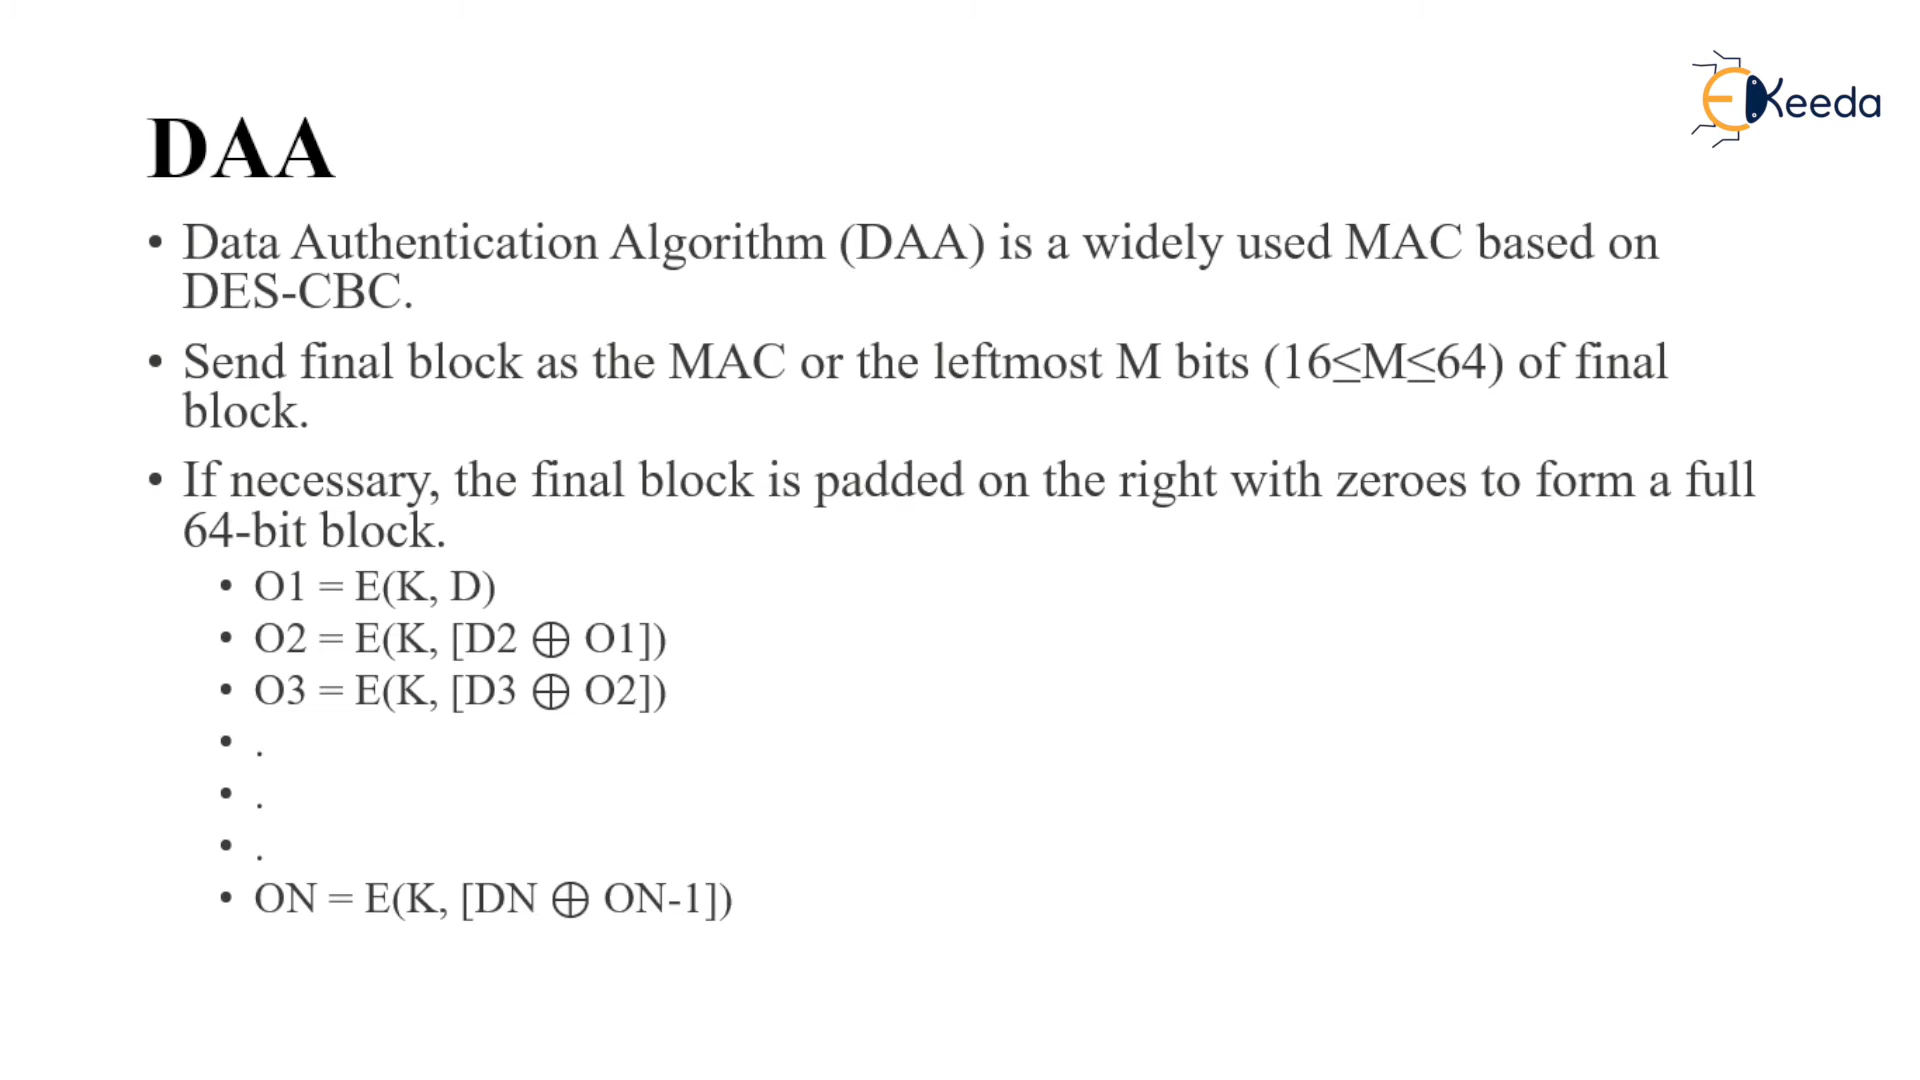 EKeeda
DAA
• Data Authentication Algorithm (DAA) is a widely used MAC based on
DES-CBC.
• Send final block as the MAC or the leftmost M bits (16≤M≤64) of final
block.
• If necessary, the final block is padded on the right with zeroes to form a full
64-bit block.
• O1 = E(K, D)
• O2 = E(K, [D2 ⊕ O1])
• O3 = E(K, [D3 ⊕ O2])
• .
• .
• .
• ON = E(K, [DN ⊕ ON-1])